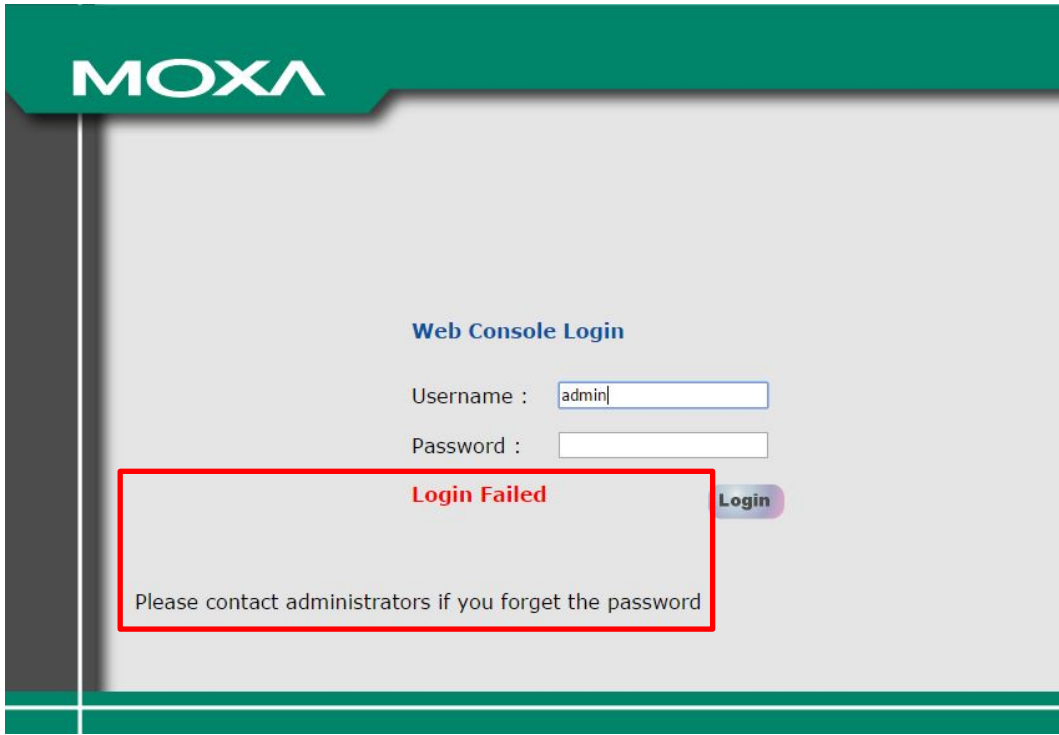 MOXA
Web Console Login
Username : admin
Password :
Login Failed
Login
Please contact administrators if you forget the password